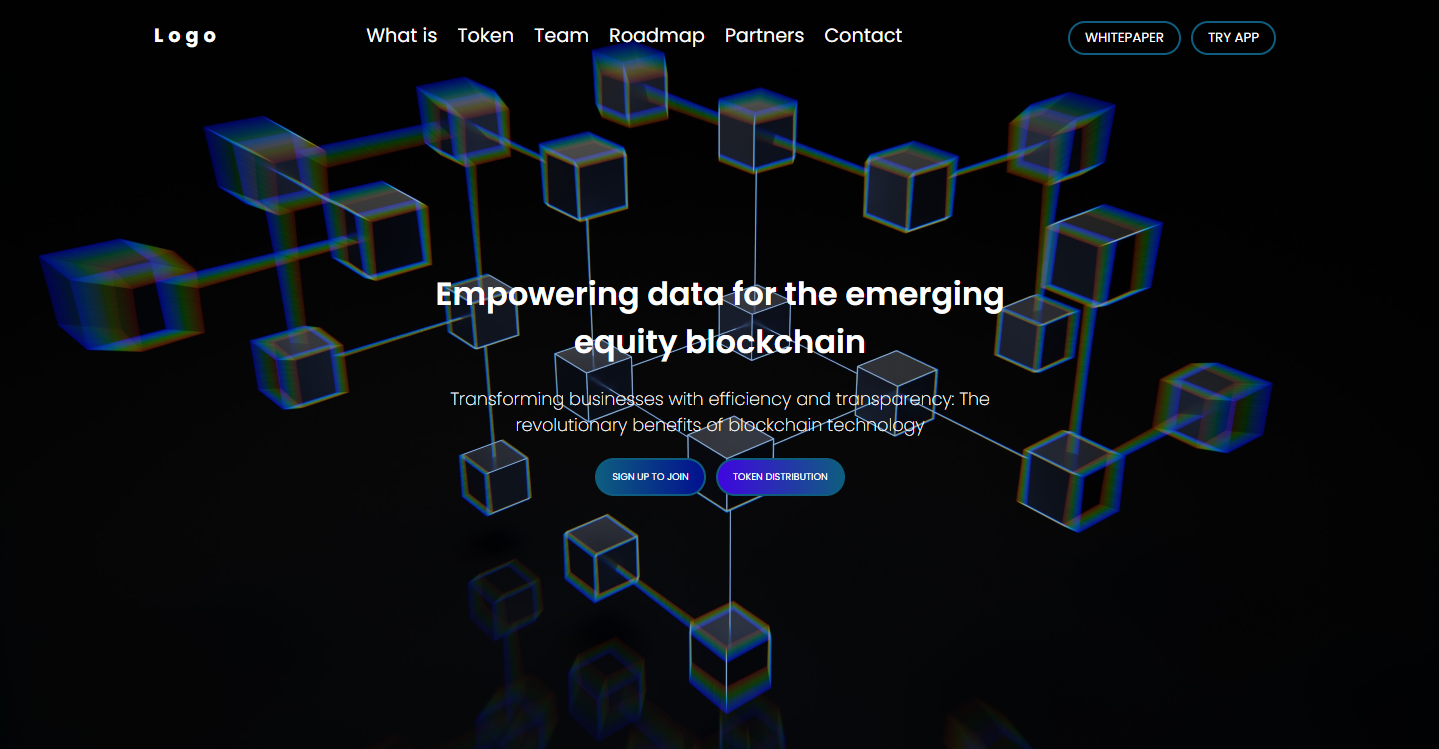 Logo
What is Token Team Roadmap Partners Contact
WHITEPAPER TRY APP
Empowering data for the emerging
equity blockchain
Transforming businesses with efficiency and transparency: The
revolutionary benefits of blockchain technology
SIGN UP TO JOIN TOKEN DISTRIBUTION